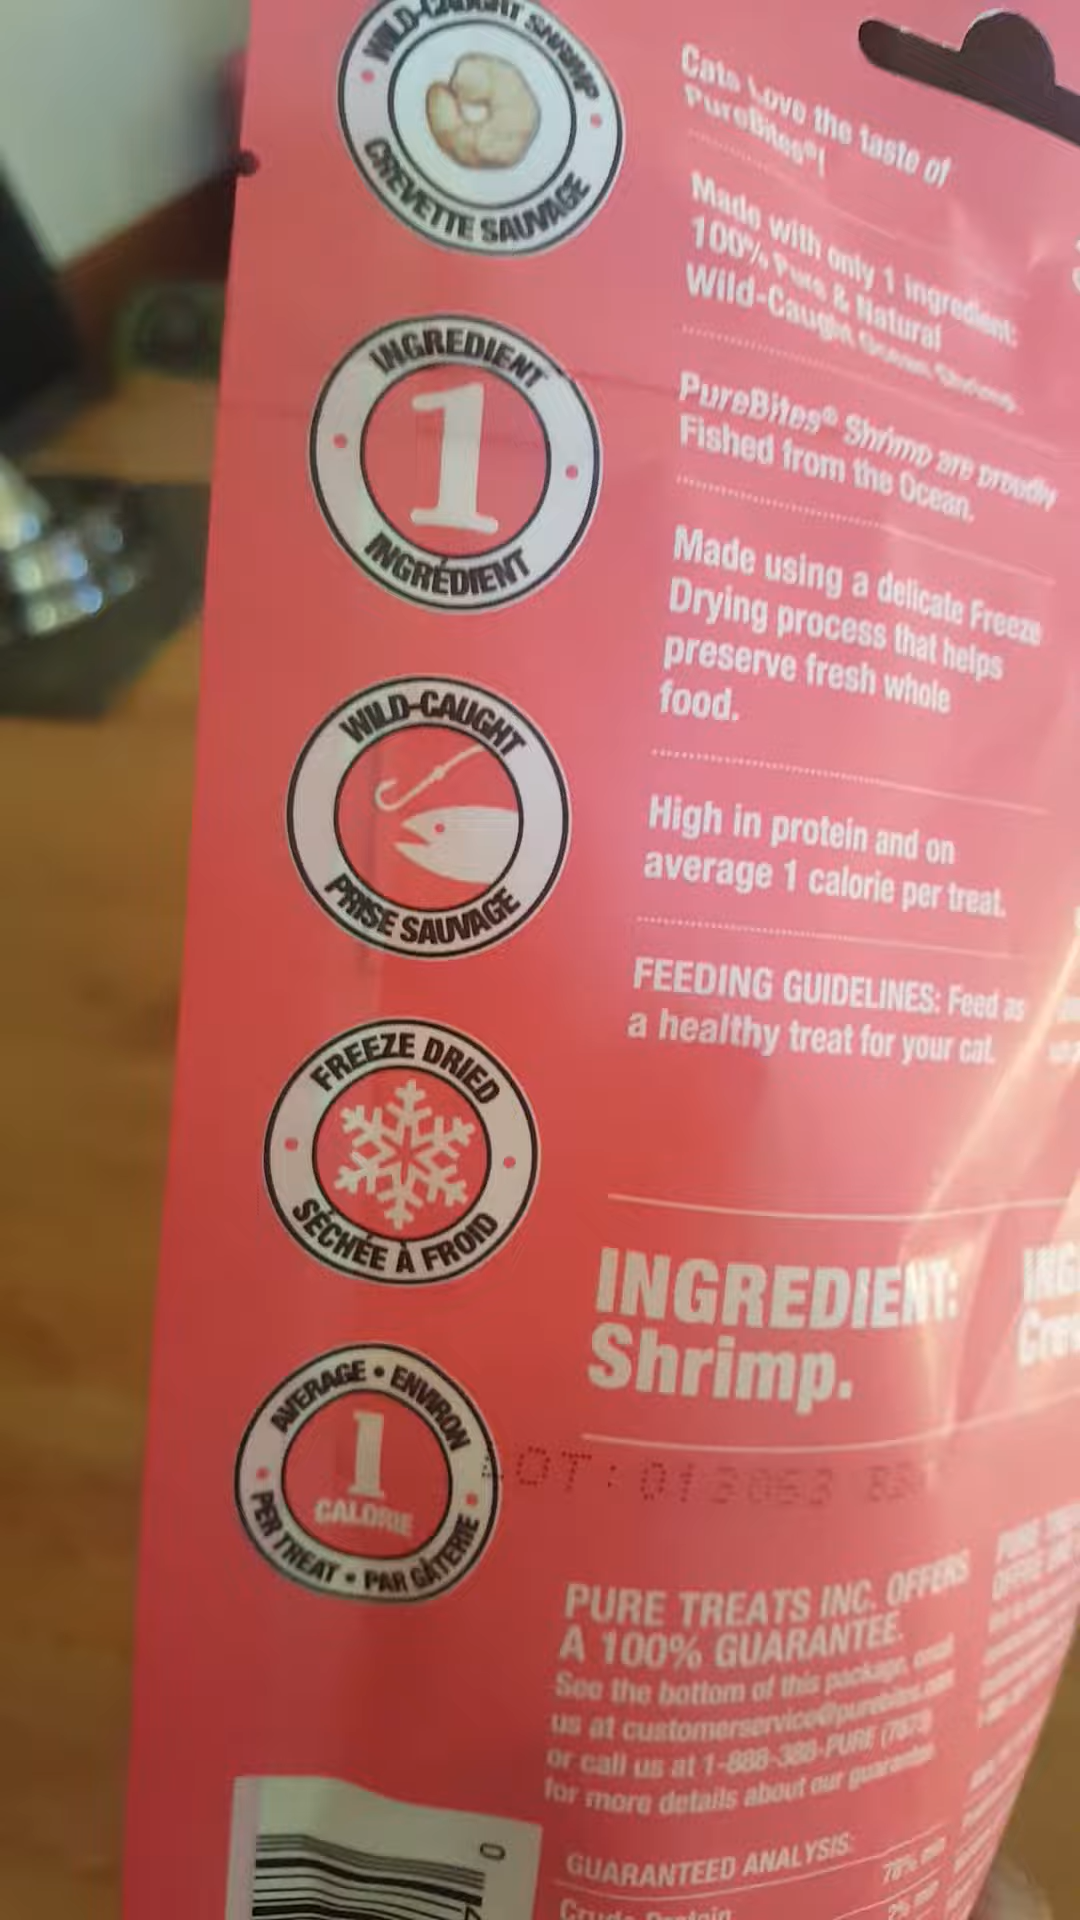 WILD-CAUGHT SHRIMP
CREVETTE SAUVAGE
INGREDIENT
1
INGRÉDIENT
WILD-CAUGHT
PRISE SAUVAGE
FREEZE DRIED
SÉCHÉE À FROID
AVERAGE • ENVIRON
1
CALORIE
PER TREAT • PAR GÂTERIE
Cats Love the taste of
PureBites®!
Made with only 1 ingredient:
100% Pure & Natural
Wild-Caught Ocean Shrimp.
PureBites® Shrimp are proudly
Fished from the Ocean.
Made using a delicate Freeze
Drying process that helps
preserve fresh whole
food.
High in protein and on
average 1 calorie per treat.
FEEDING GUIDELINES: Feed as
a healthy treat for your cat.
INGREDIENT:
Shrimp.
OT: 013053
PURE TREATS INC. OFFERS
A 100% GUARANTEE.
See the bottom of this package, email
us at customerservice@purebites.com
or call us at 1-888-388-PURE (7873)
for more details about our guarantee.
GUARANTEED ANALYSIS:
Crude Protein
0